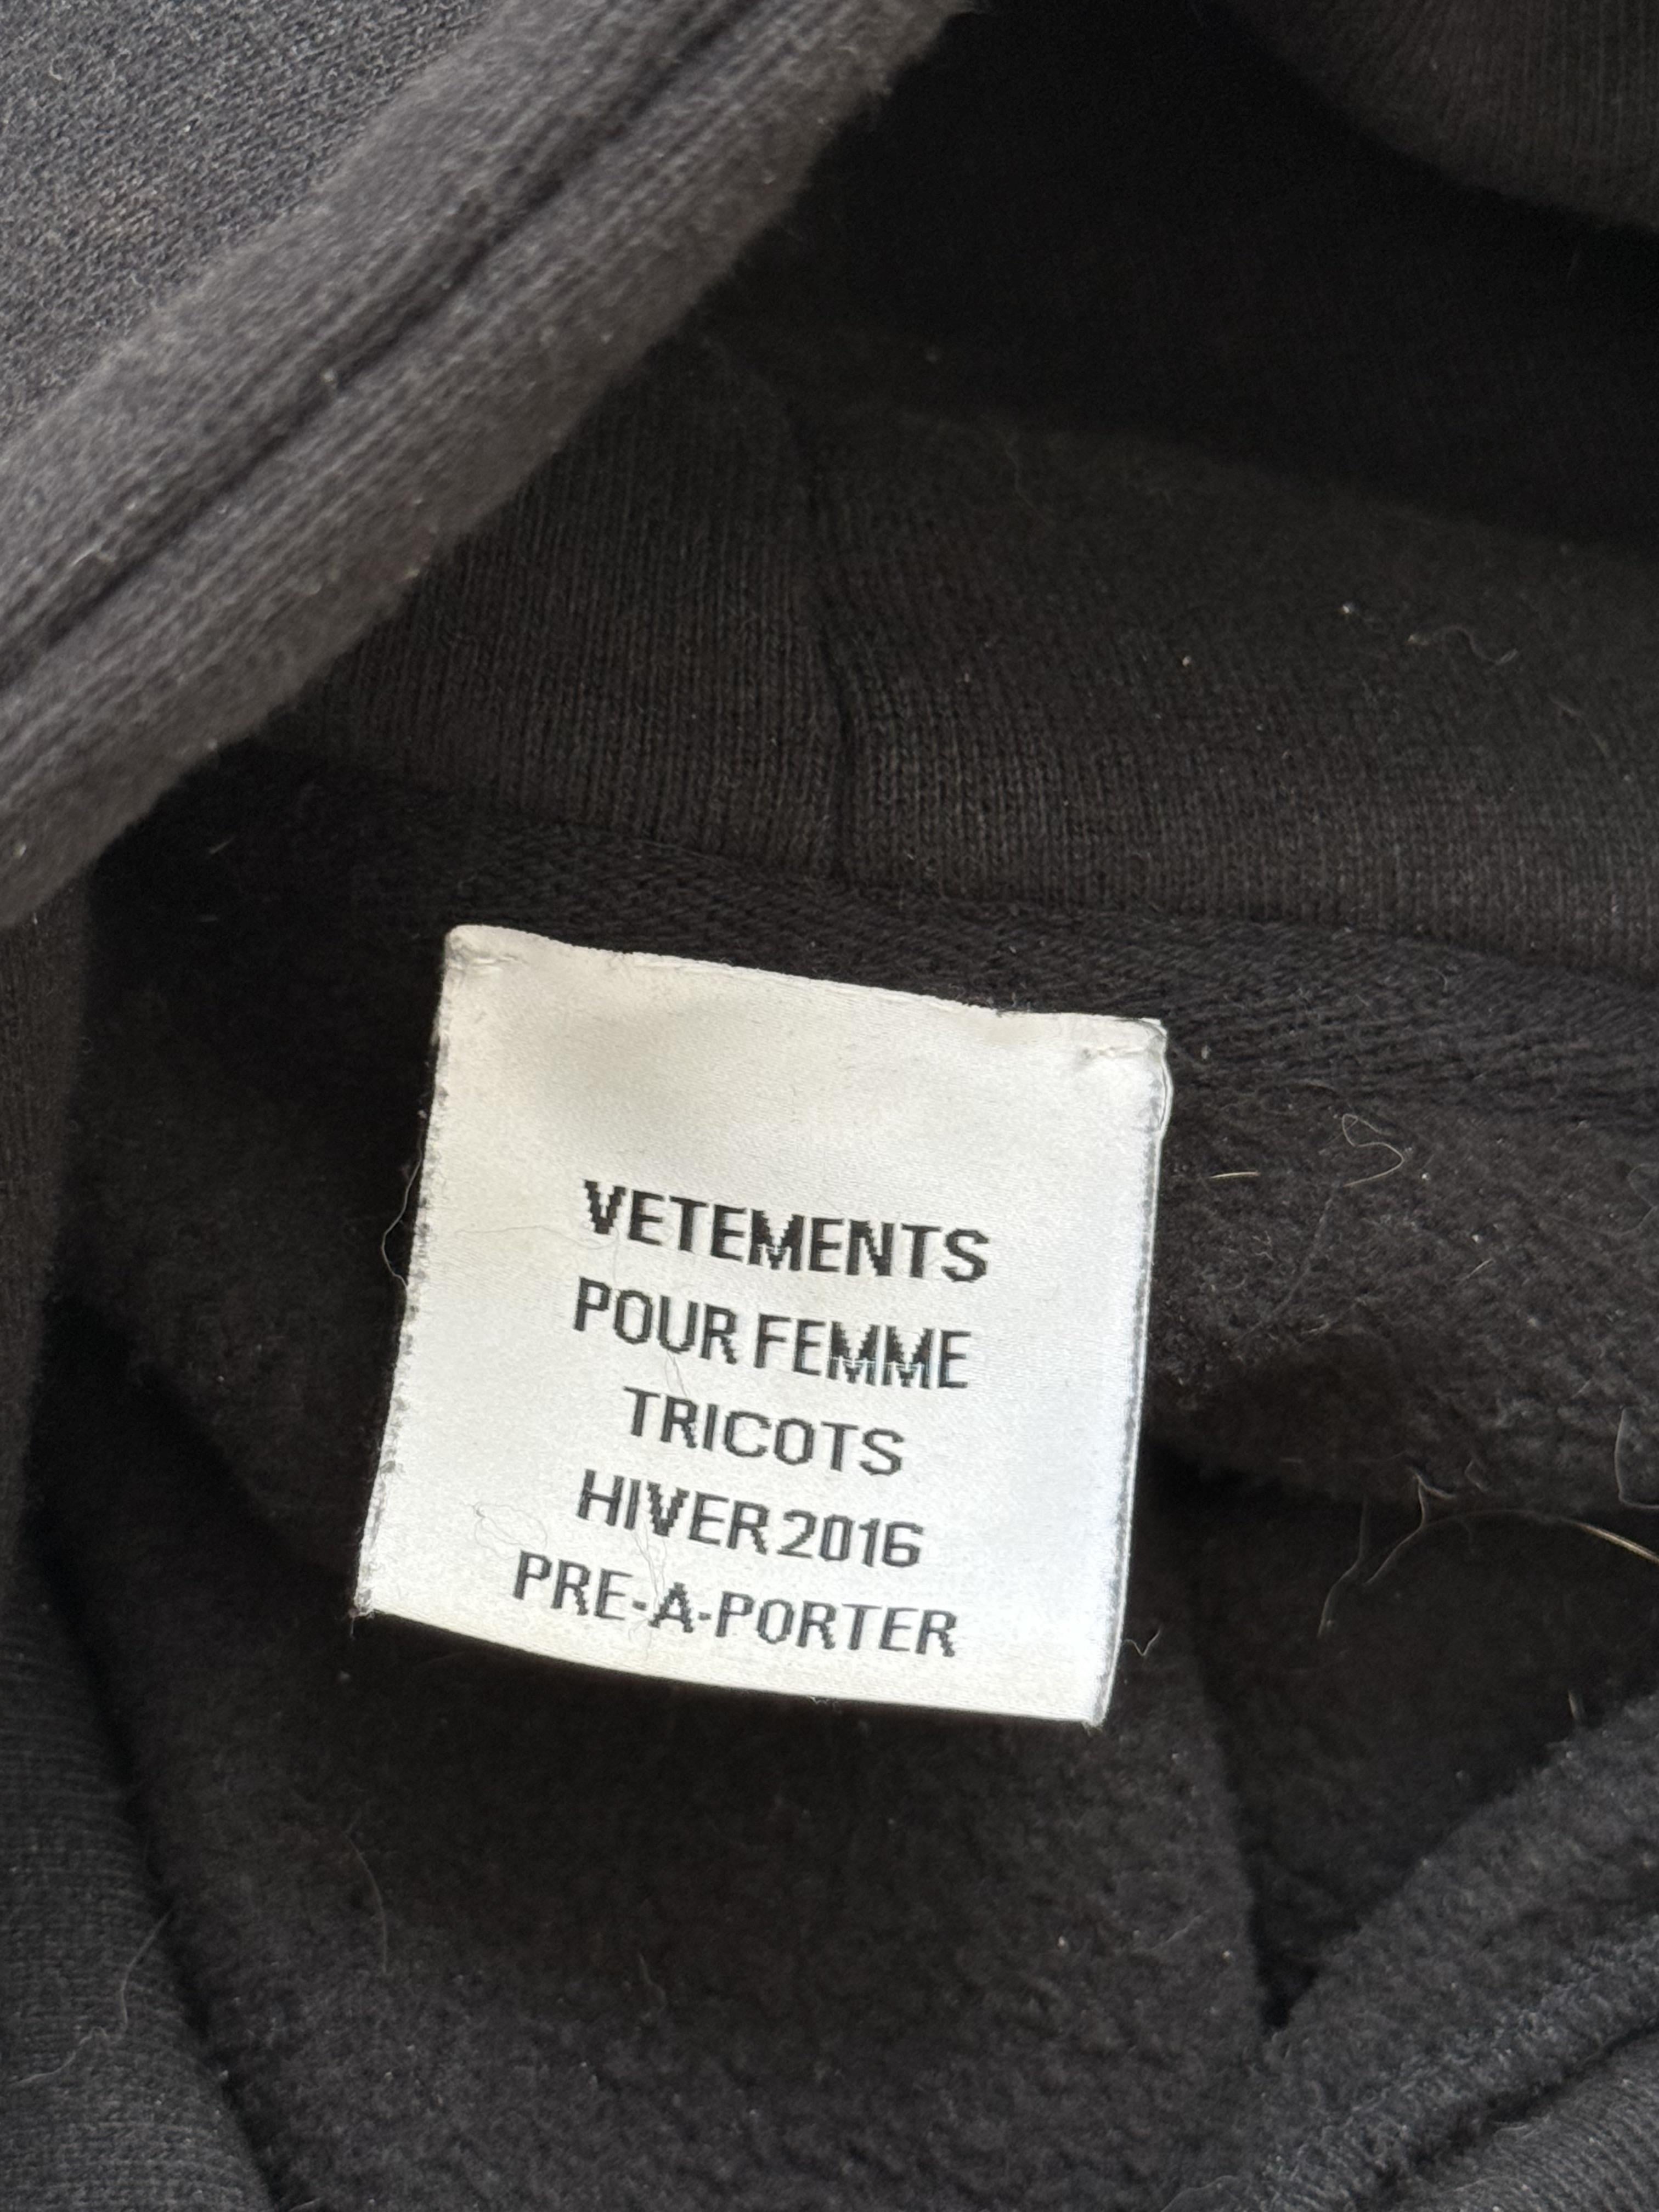 VETEMENTS
POUR FEMME
TRICOTS
HIVER 2016
PRE-A-PORTER